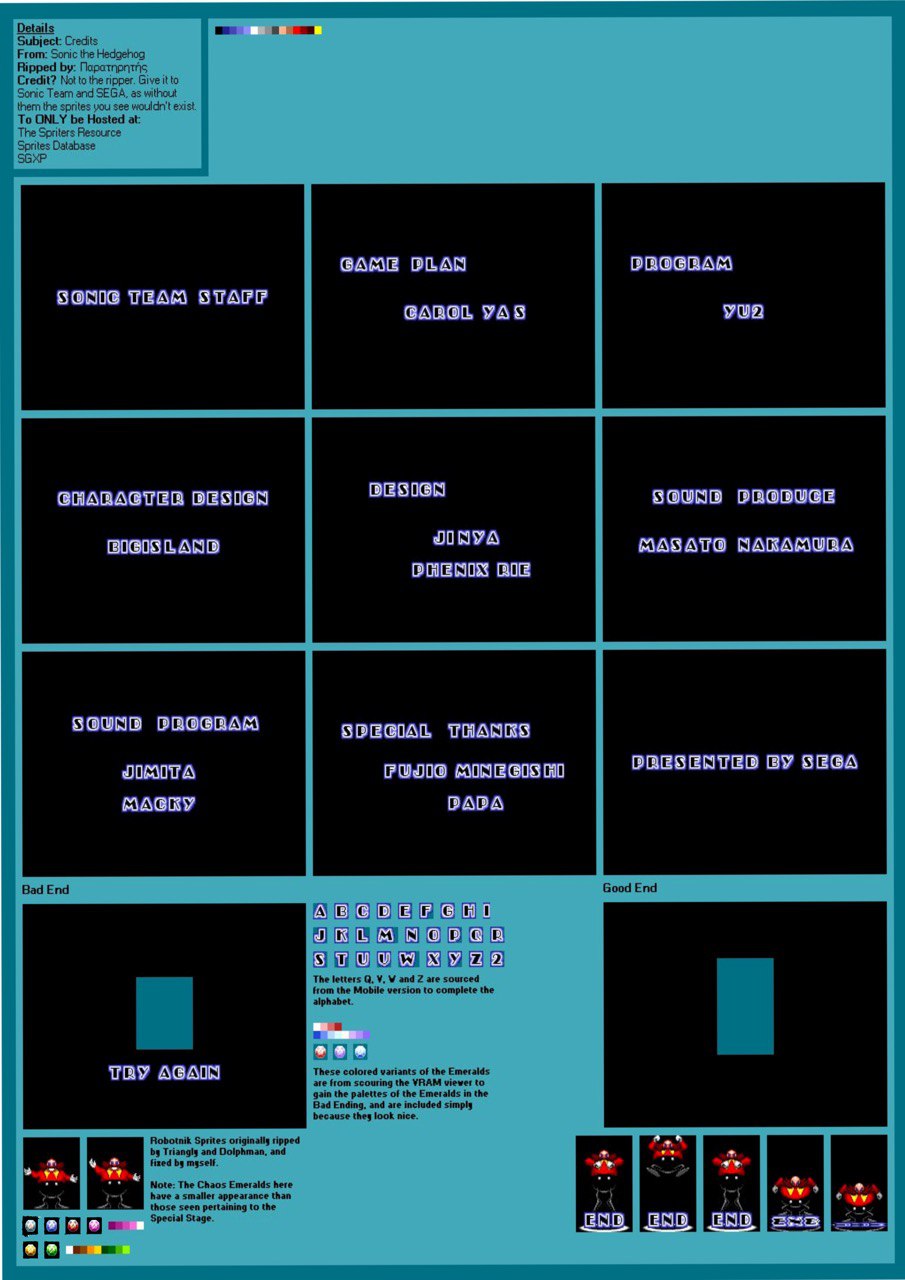 Details
Subject: Credits
From: Sonic the Hedgehog
Ripped by: Παρατηρητής
Credit? Not to the ripper. Give it to
Sonic Team and SEGA, as without
them the sprites you see wouldn't exist.
To ONLY be Hosted at:
The Spriters Resource
Sprites Database
SGXP
SONIC TEAM STAFF
GAME PLAN
CAROL YAS
PROGRAM
YU2
CHARACTER DESIGN
BIGISLAND
DESIGN
JINYA
PHENIX RIE
SOUND PRODUCE
MASATO NAKAMURA
SOUND PROGRAM
JIMITA
MACKY
SPECIAL THANKS
FUJIO MINEGISHI
PAPA
PRESENTED BY SEGA
Bad End
Good End
TRY AGAIN
A B C D E F G H I
J K L M N O P Q R
S T U U W X Y Z 2
The letters Q, V, W and Z are sourced
from the Mobile version to complete the
alphabet.
These colored variants of the Emeralds
are from scouring the VRAM viewer to
gain the palettes of the Emeralds in the
Bad Ending, and are included simply
because they look nice.
Robotnik Sprites originally ripped
by Triangly and Dolphman, and
fixed by myself.
Note: The Chaos Emeralds here
have a smaller appearance than
those seen pertaining to the
Special Stage.
END END END END